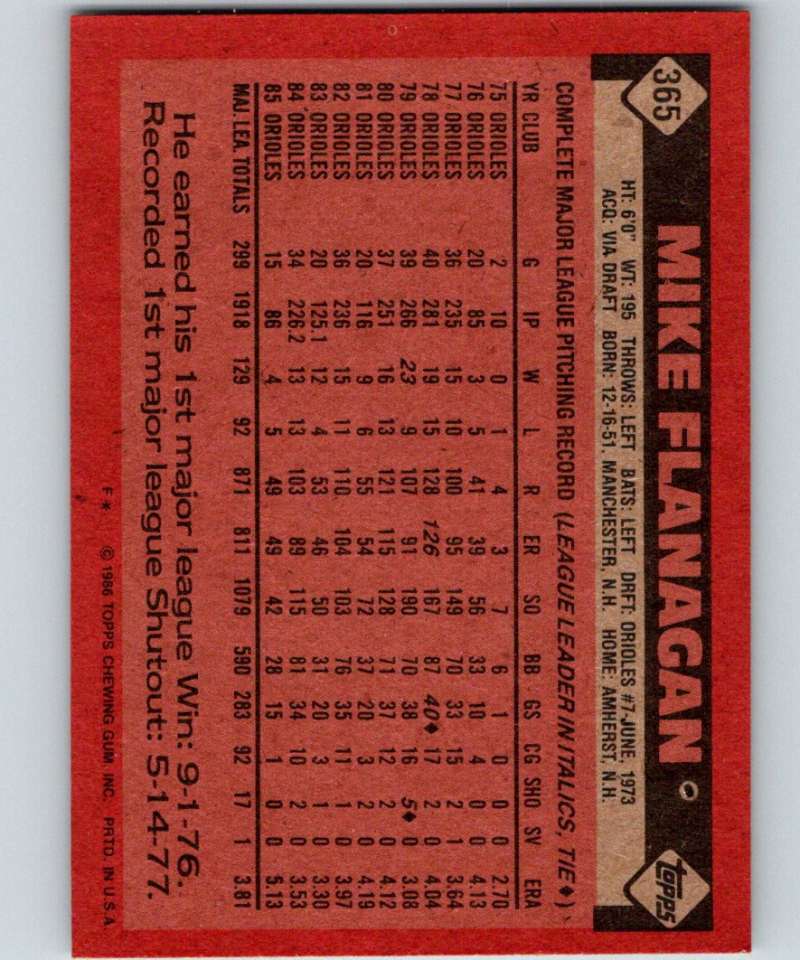 365
MIKE FLANAGAN
topps
HT: 6'0" WT: 195 THROWS: LEFT BATS: LEFT DRFT: ORIOLES #7-JUNE, 1973
ACQ: VIA DRAFT BORN: 12-16-51, MANCHESTER, N.H. HOME: AMHERST, N.H.
COMPLETE MAJOR LEAGUE PITCHING RECORD (LEAGUE LEADER IN ITALICS, TIE♦)
YR CLUB G IP W L R ER SO BB GS CG SHO SV ERA
75 ORIOLES 2 10 0 1 4 3 7 6 1 0 0 0 2.70
76 ORIOLES 20 85 3 5 41 39 56 33 10 4 0 0 4.13
77 ORIOLES 36 235 15 10 100 95 149 70 33 15 2 1 3.64
78 ORIOLES 40 281 19 15 128 126 167 87 40♦ 17 2 0 4.04
79 ORIOLES 39 266 23 9 107 91 190 70 38 16 5♦ 0 3.08
80 ORIOLES 37 251 16 13 121 115 128 71 37 12 2 0 4.12
81 ORIOLES 20 116 9 6 55 54 72 37 20 3 2 0 4.19
82 ORIOLES 36 236 15 11 110 104 103 76 35 11 1 0 3.97
83 ORIOLES 20 125.1 12 4 53 46 50 31 20 3 1 0 3.30
84 ORIOLES 34 226.2 13 13 103 89 115 81 34 10 2 0 3.53
85 ORIOLES 15 86 4 5 49 49 42 28 15 1 0 0 5.13
MAJ. LEA. TOTALS 299 1918 129 92 871 811 1079 590 283 92 17 1 3.81
He earned his 1st major league Win: 9-1-76.
Recorded 1st major league Shutout: 5-14-77.
F* © 1986 TOPPS CHEWING GUM, INC. PRTD. IN U.S.A.